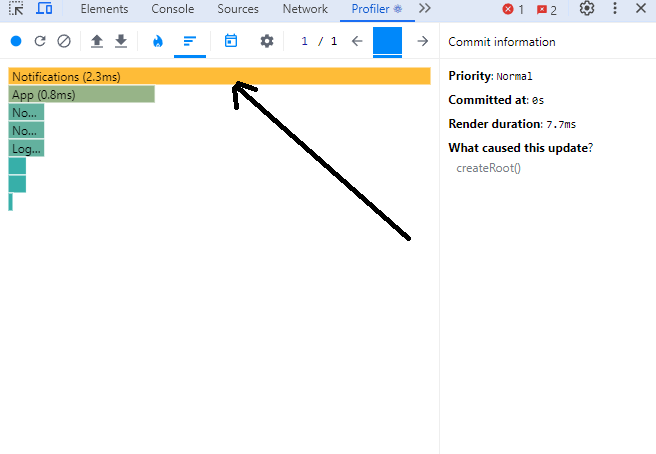 Elements Console Sources Network Profiler 1 2
1 / 1
Commit information
Notifications (2.3ms)
App (0.8ms)
No...
No...
Log...
Priority: Normal
Committed at: 0s
Render duration: 7.7ms
What caused this update?
createRoot()